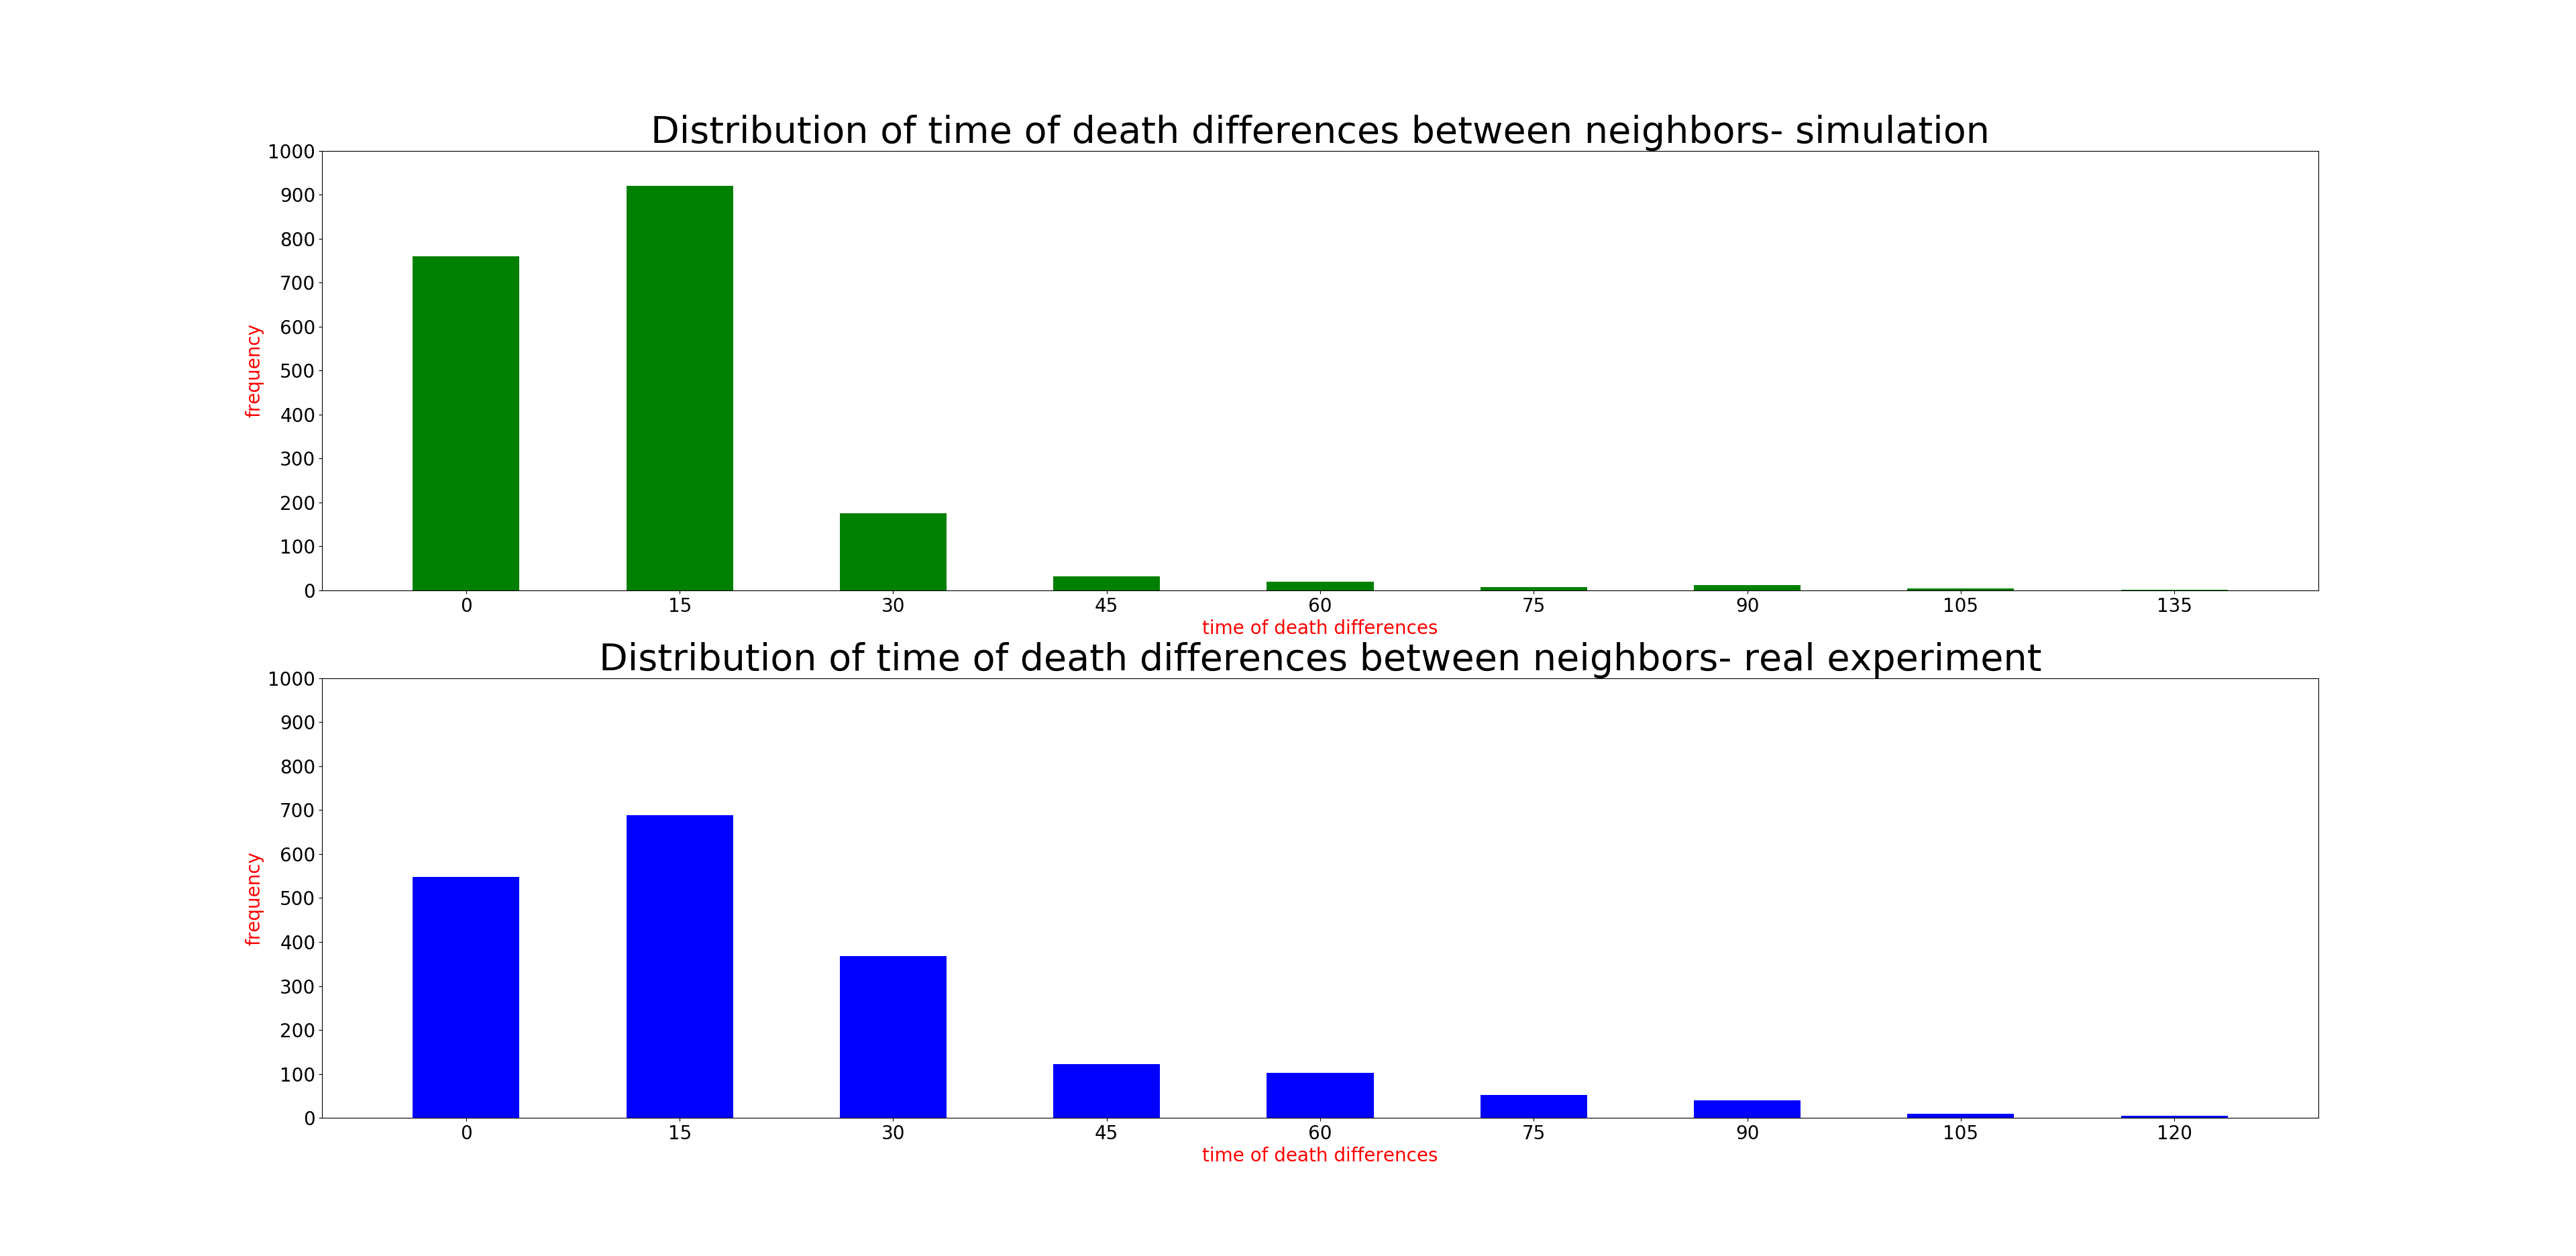 Distribution of time of death differences between neighbors- simulation
1000
900
800
700
600
500
400
300
200
100
0
frequency
0 15 30 45 60 75 90 105 135
time of death differences
Distribution of time of death differences between neighbors- real experiment
1000
900
800
700
600
500
400
300
200
100
0
frequency
0 15 30 45 60 75 90 105 120
time of death differences